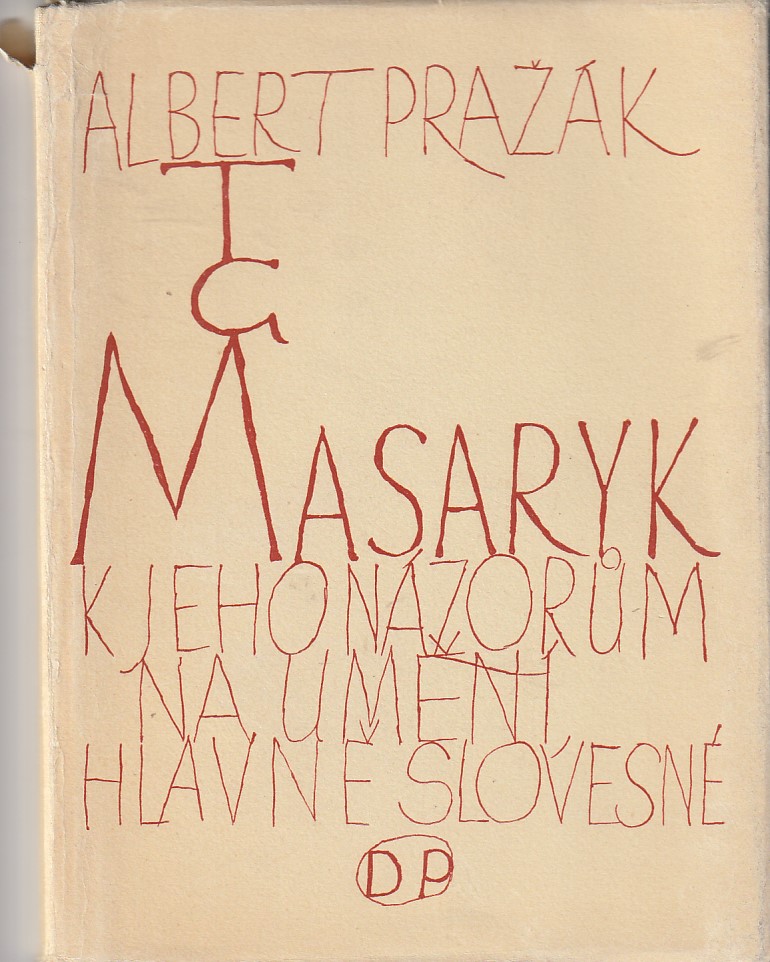 ALBERT PRAŽÁK
T
G
MASARYK
K JEHO NÁZORŮM
NA UMĚNÍ,
HLAVNĚ SLOVESNÉ
DP